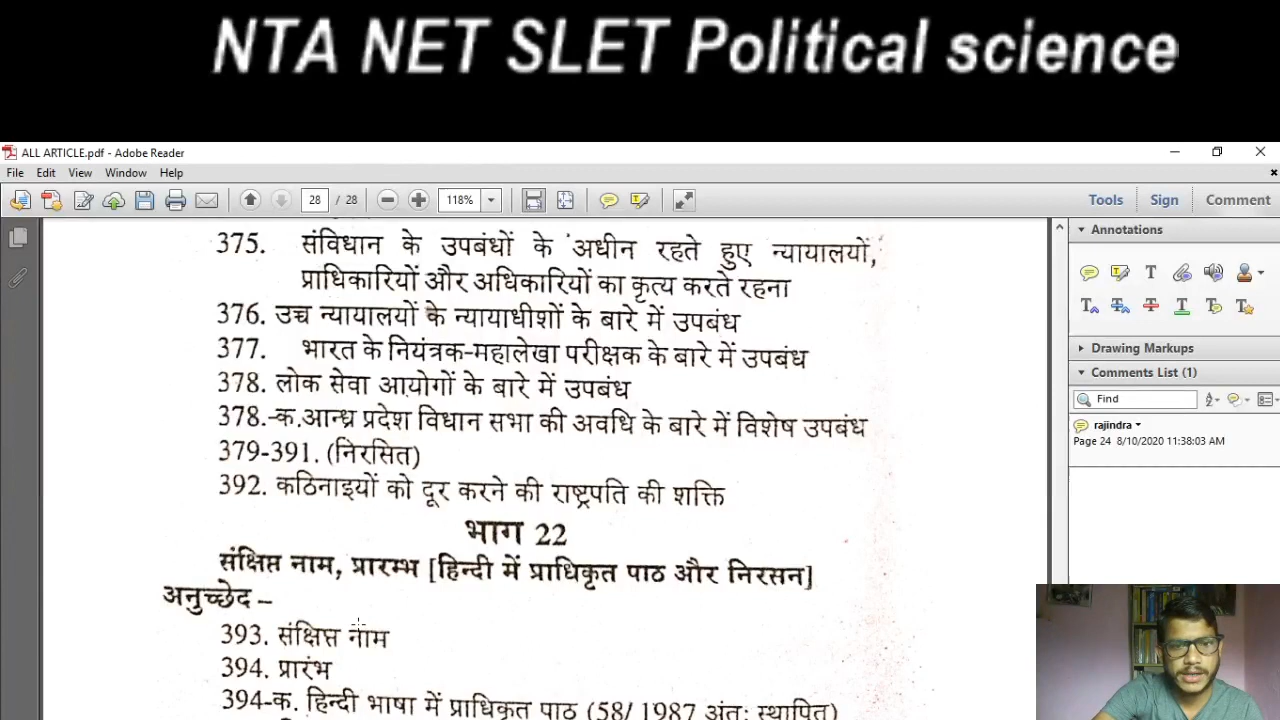 NTA NET SLET Political science
ALL ARTICLE.pdf - Adobe Reader
File Edit View Window Help
28 / 28 118% Tools Sign Comment
375. संविधान के उपबंधों के अधीन रहते हुए न्यायालयों,
प्राधिकारियों और अधिकारियों का कृत्य करते रहना
376. उच्च न्यायालयों के न्यायाधीशों के बारे में उपबंध
377. भारत के नियंत्रक-महालेखा परीक्षक के बारे में उपबंध
378. लोक सेवा आयोगों के बारे में उपबंध
378.-क.आन्ध्र प्रदेश विधान सभा की अवधि के बारे में विशेष उपबंध
379-391. (निरसित)
392. कठिनाइयों को दूर करने की राष्ट्रपति की शक्ति
भाग 22
संक्षिप्त नाम, प्रारम्भ [हिन्दी में प्राधिकृत पाठ और निरसन]
अनुच्छेद –
393. संक्षिप्त नाम
394. प्रारंभ
394-क. हिन्दी भाषा में प्राधिकृत पाठ (58/ 1987 अंत: स्थापित)
Annotations
Drawing Markups
Comments List (1)
Find
rajindra
Page 24 8/10/2020 11:38:03 AM